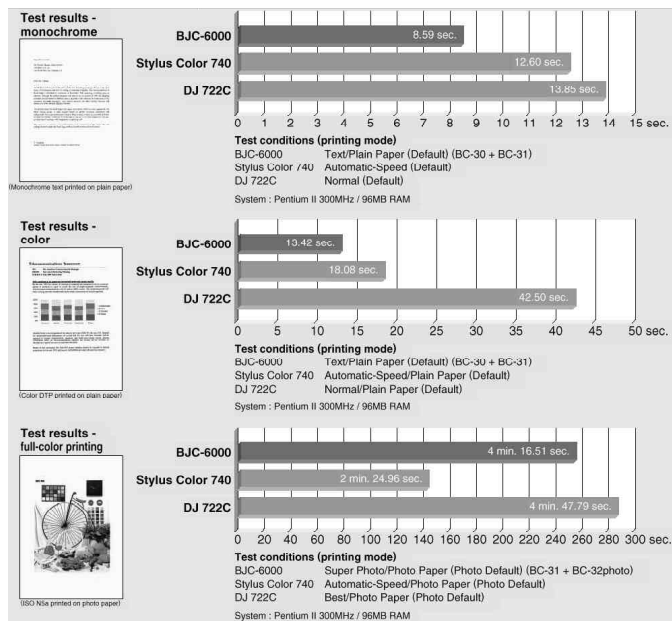 Test results -
monochrome
(Monochrome text printed on plain paper)
BJC-6000 8.59 sec.
Stylus Color 740 12.60 sec.
DJ 722C 13.85 sec.
0 1 2 3 4 5 6 7 8 9 10 11 12 13 14 15 sec.
Test conditions (printing mode)
BJC-6000 Text/Plain Paper (Default) (BC-30 + BC-31)
Stylus Color 740 Automatic-Speed (Default)
DJ 722C Normal (Default)
System : Pentium II 300MHz / 96MB RAM
Test results -
color
(Color DTP printed on plain paper)
BJC-6000 13.42 sec.
Stylus Color 740 18.08 sec.
DJ 722C 42.50 sec.
0 5 10 15 20 25 30 35 40 45 50 sec.
Test conditions (printing mode)
BJC-6000 Text/Plain Paper (Default) (BC-30 + BC-31)
Stylus Color 740 Automatic-Speed/Plain Paper (Default)
DJ 722C Normal/Plain Paper (Default)
System : Pentium II 300MHz / 96MB RAM
Test results -
full-color printing
(ISO N5a printed on photo paper)
BJC-6000 4 min. 16.51 sec.
Stylus Color 740 2 min. 24.96 sec.
DJ 722C 4 min. 47.79 sec.
0 20 40 60 80 100 120 140 160 180 200 220 240 260 280 300 sec.
Test conditions (printing mode)
BJC-6000 Super Photo/Photo Paper (Photo Default) (BC-31 + BC-32photo)
Stylus Color 740 Automatic-Speed/Photo Paper (Photo Default)
DJ 722C Best/Photo Paper (Photo Default)
System : Pentium II 300MHz / 96MB RAM